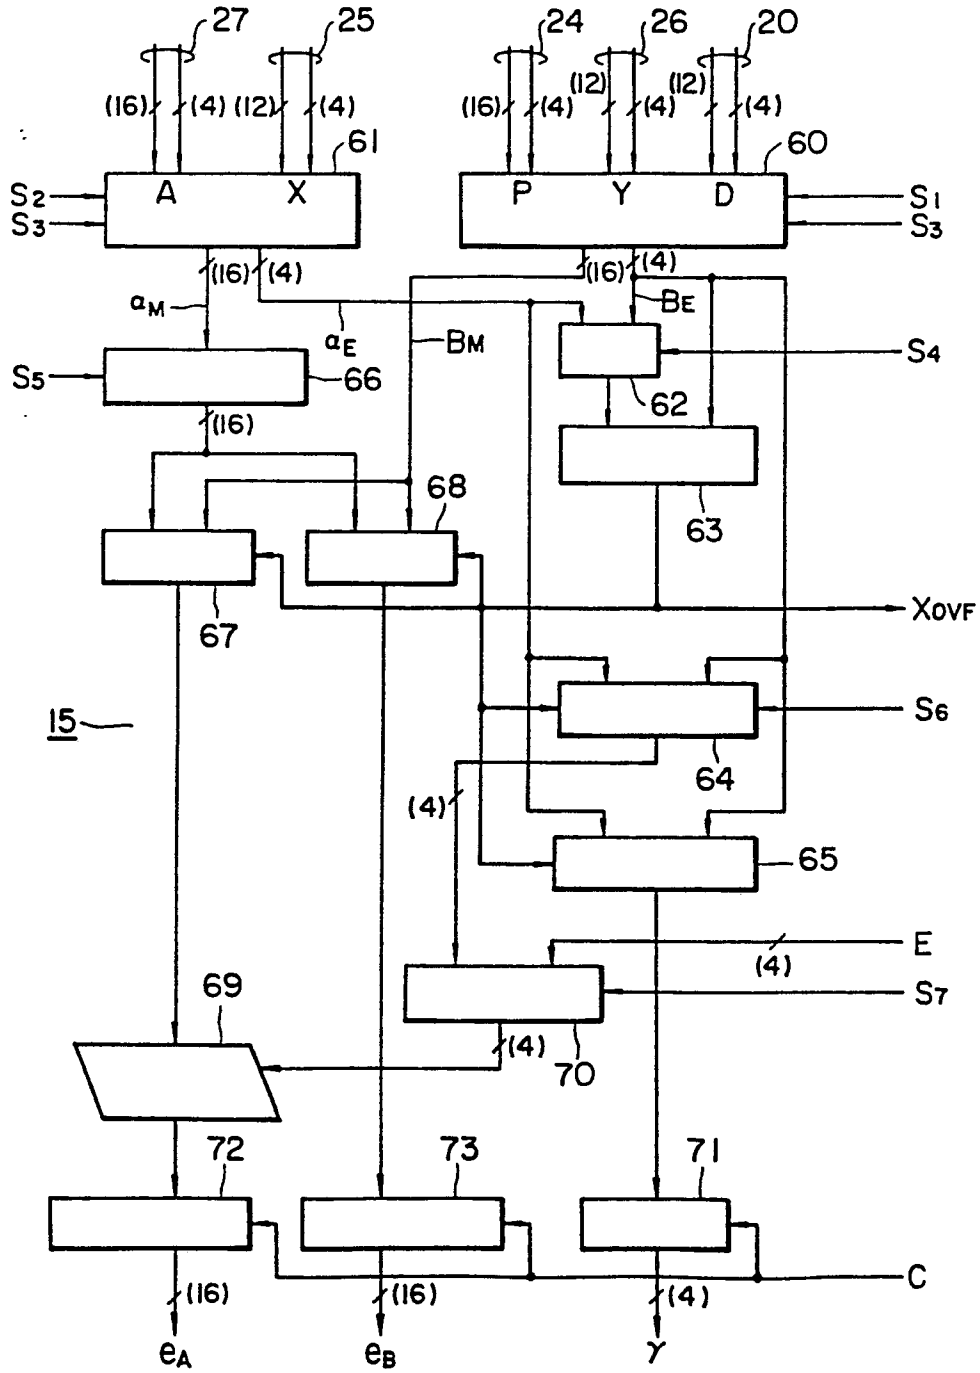 27 25 24 26 20
(12) (12)
(16) (4) (12) (4) (16) (4) (4) (4)
61 60
S2 A X P Y D S1
S3 S3
(16) (4) (16) (4)
αM αE BM BE
S4
S5 66 62
(16)
68 63
67 XOVF
15 S6
64
(4)
65
E
(4)
69 S7
(4) 70
72 73 71
C
(16) (16) (4)
eA eB γ